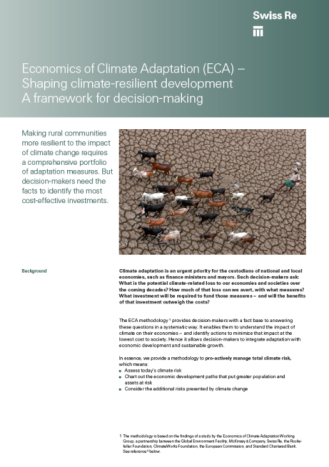 Swiss Re
Economics of Climate Adaptation (ECA) –
Shaping climate-resilient development
A framework for decision-making
Making rural communities
more resilient to the impact
of climate change requires
a comprehensive portfolio
of adaptation measures. But
decision-makers need the
facts to identify the most
cost-effective investments.
Background
Climate adaptation is an urgent priority for the custodians of national and local
economies, such as finance ministers and mayors. Such decision-makers ask:
What is the potential climate-related loss to our economies and societies over
the coming decades? How much of that loss can we avert, with what measures?
What investment will be required to fund those measures – and will the benefits
of that investment outweigh the costs?
The ECA methodology¹ provides decision-makers with a fact base to answering
these questions in a systematic way. It enables them to understand the impact of
climate on their economies – and identify actions to minimize that impact at the
lowest cost to society. Hence it allows decision-makers to integrate adaptation with
economic development and sustainable growth.
In essence, we provide a methodology to pro-actively manage total climate risk,
which means:
Assess today's climate risk
Chart out the economic development paths that put greater population and
assets at risk
Consider the additional risks presented by climate change
¹ The methodology is based on the findings of a study by the Economics of Climate Adaptation Working
Group, a partnership between the Global Environment Facility, McKinsey & Company, Swiss Re, the Rocke-
feller Foundation, ClimateWorks Foundation, the European Commission, and Standard Chartered Bank.